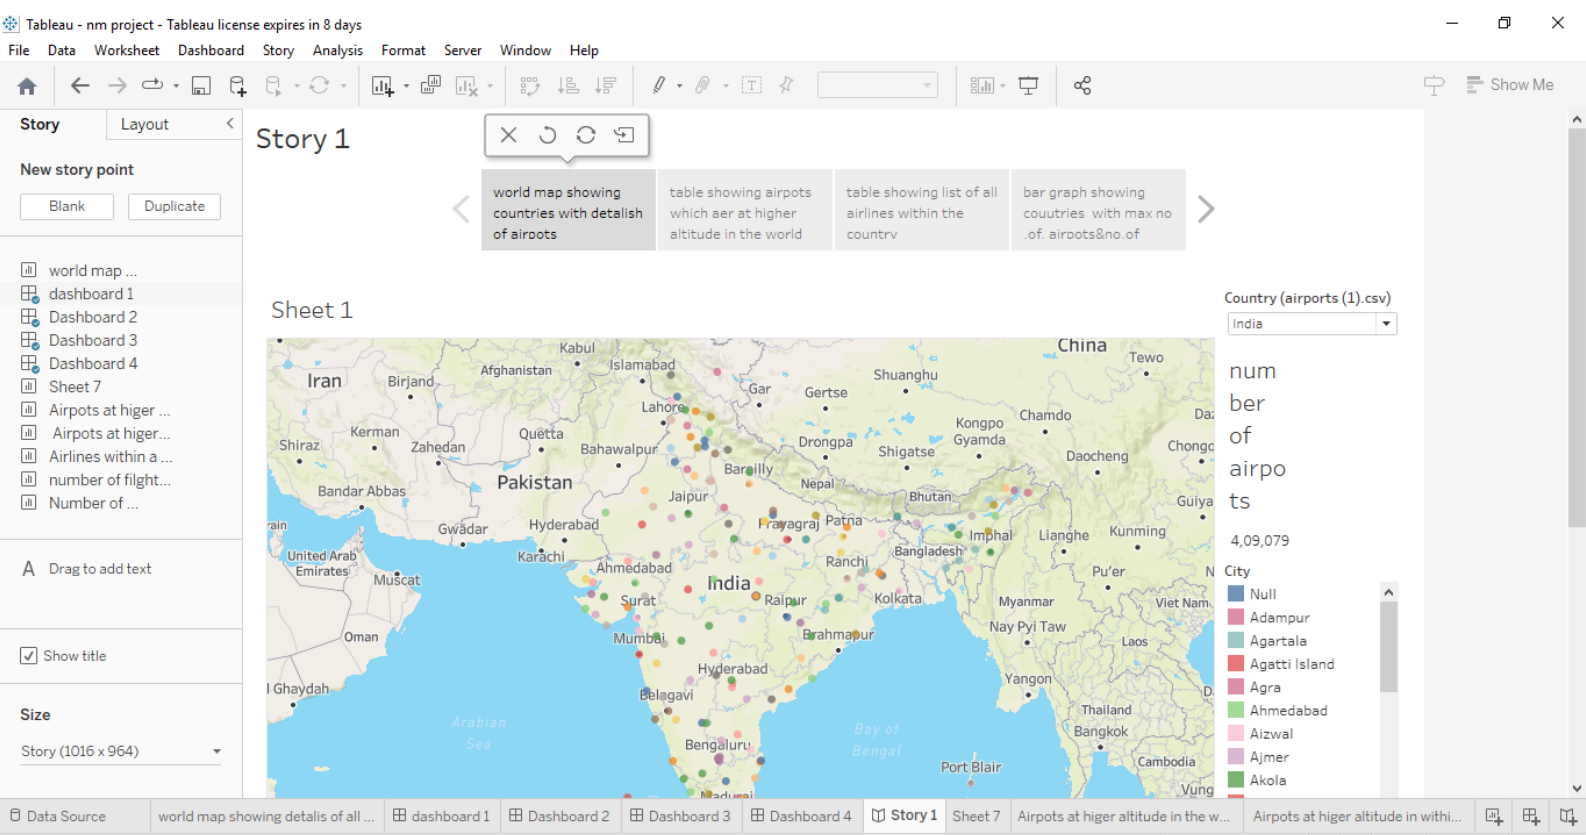 Tableau - nm project - Tableau license expires in 8 days
File Data Worksheet Dashboard Story Analysis Format Server Window Help
Show Me
Story Layout
New story point
Blank Duplicate
world map ...
dashboard 1
Dashboard 2
Dashboard 3
Dashboard 4
Sheet 7
Airpots at higer ...
Airpots at higer...
Airlines within a ...
number of filght...
Number of ...
A Drag to add text
Show title
Size
Story (1016 x 964)
Story 1
world map showing
countries with detalish
of airpots
table showing airpots
which aer at higher
altitude in the world
table showing list of all
airlines within the
country
bar graph showing
couutries with max no
.of. airpots&no.of
Sheet 1
Country (airports (1).csv)
India
num
ber
of
airpo
ts
4,09,079
City
Null
Adampur
Agartala
Agatti Island
Agra
Ahmedabad
Aizwal
Ajmer
Akola
China
Kabul
Tewo
Islamabad
Afghanistan
Shuanghu
Iran
Birjand
Gar
Gertse
Lahore
Chamdo
Kongpo
Gyamda
Kerman
Quetta
Shiraz
Zahedan
Bahawalpur
Drongpa
Shigatse
Chongq
Daocheng
Bareilly
Pakistan
Nepal
Bandar Abbas
Jaipur
Bhutan
Guiya
Gwadar
Hyderabad
Prayagraj
Patna
Imphal
Lianghe
Kunming
Karachi
United Arab
Emirates
Bangladesh
Muscat
Ahmedabad
Ranchi
Pu'er
India
Surat
Raipur
Kolkata
Myanmar
Viet Nam
Nay Pyi Taw
Oman
Mumbai
Brahmapur
Laos
Hyderabad
Ghaydah
Belagavi
Yangon
Thailand
Arabian
Sea
Bay of
Bengal
Bangkok
Bengaluru
Port Blair
Cambodia
Madurai
Vung
Data Source world map showing detalis of all ... dashboard 1 Dashboard 2 Dashboard 3 Dashboard 4 Story 1 Sheet 7 Airpots at higer altitude in the w... Airpots at higer altitude in withi...